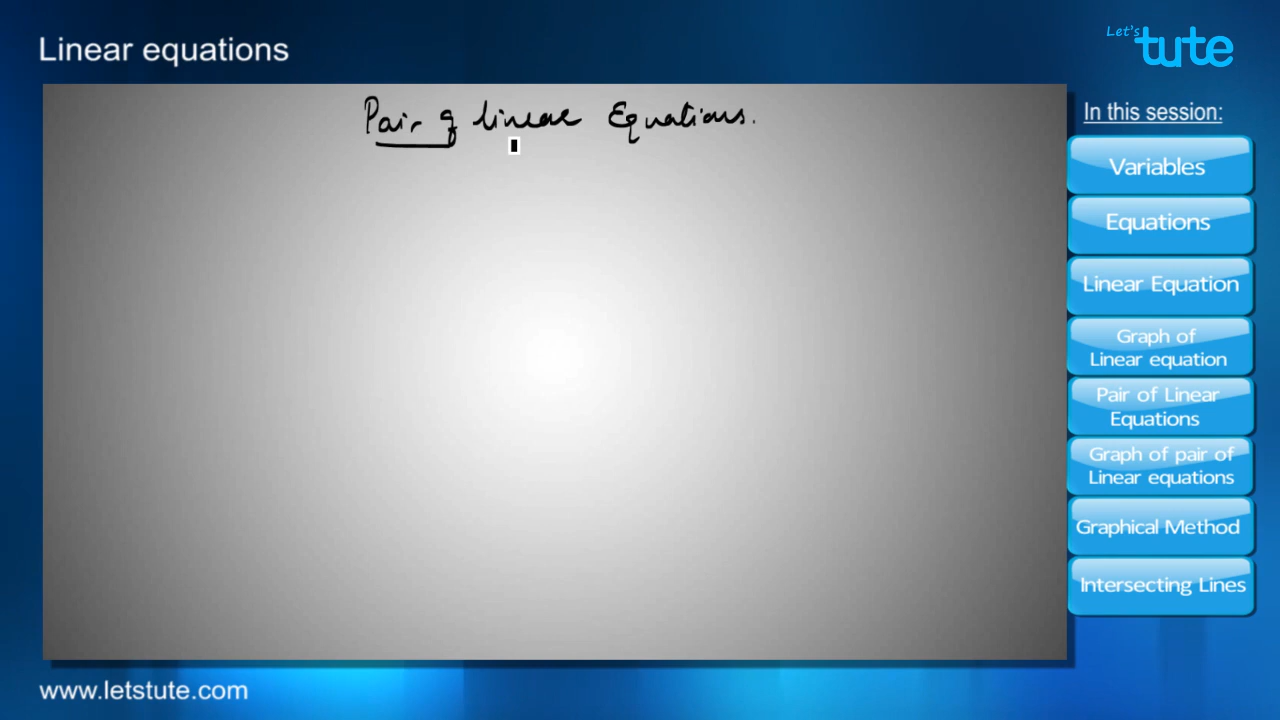 Linear equations
Let's
tute
Pair of linear Equations.
In this session:
Variables
Equations
Linear Equation
Graph of
Linear equation
Pair of Linear
Equations
Graph of pair of
Linear equations
Graphical Method
Intersecting Lines
www.letstute.com